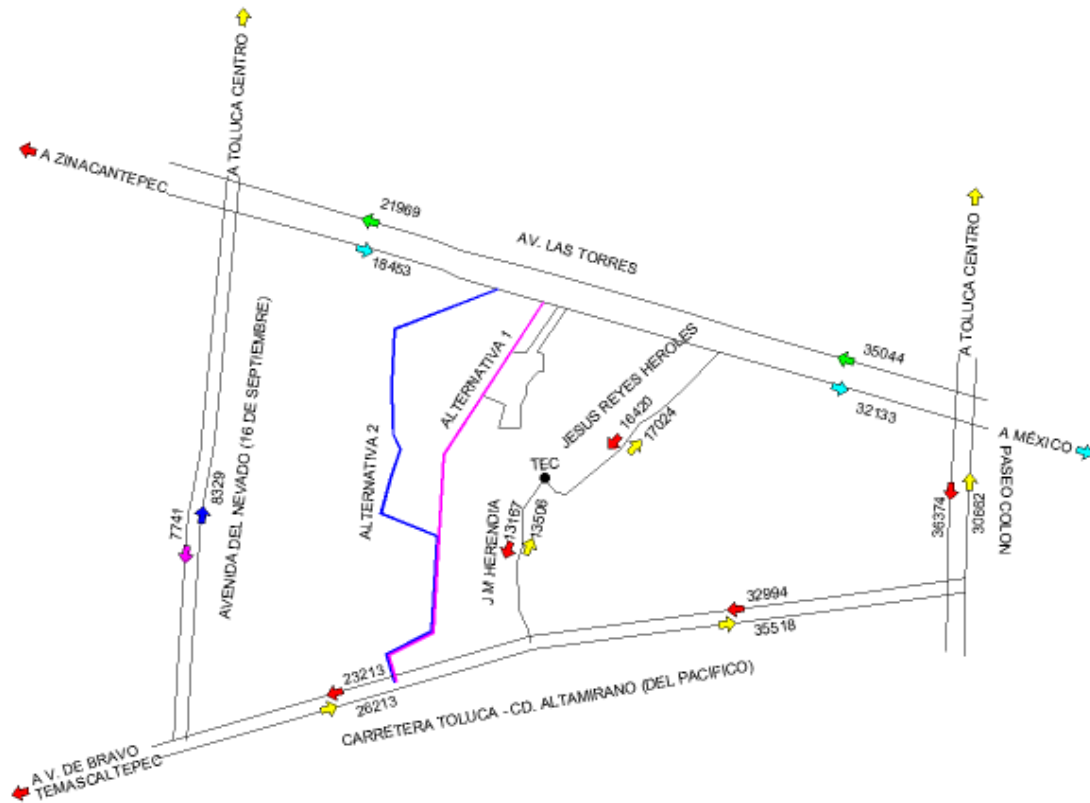 A TOLUCA CENTRO
A ZINACANTEPEC
21969
18453
AV. LAS TORRES
A TOLUCA CENTRO
35044
32133
A MÉXICO
PASEO COLON
36374
30662
AVENIDA DEL NEVADO (16 DE SEPTIEMBRE)
8329
7741
ALTERNATIVA 2
ALTERNATIVA 1
JESUS REYES HEROLES
16420
17024
TEC
J M HERENDIA
13167
13506
32994
35518
23213
26213
CARRETERA TOLUCA - CD. ALTAMIRANO (DEL PACIFICO)
A V. DE BRAVO
TEMASCALTEPEC